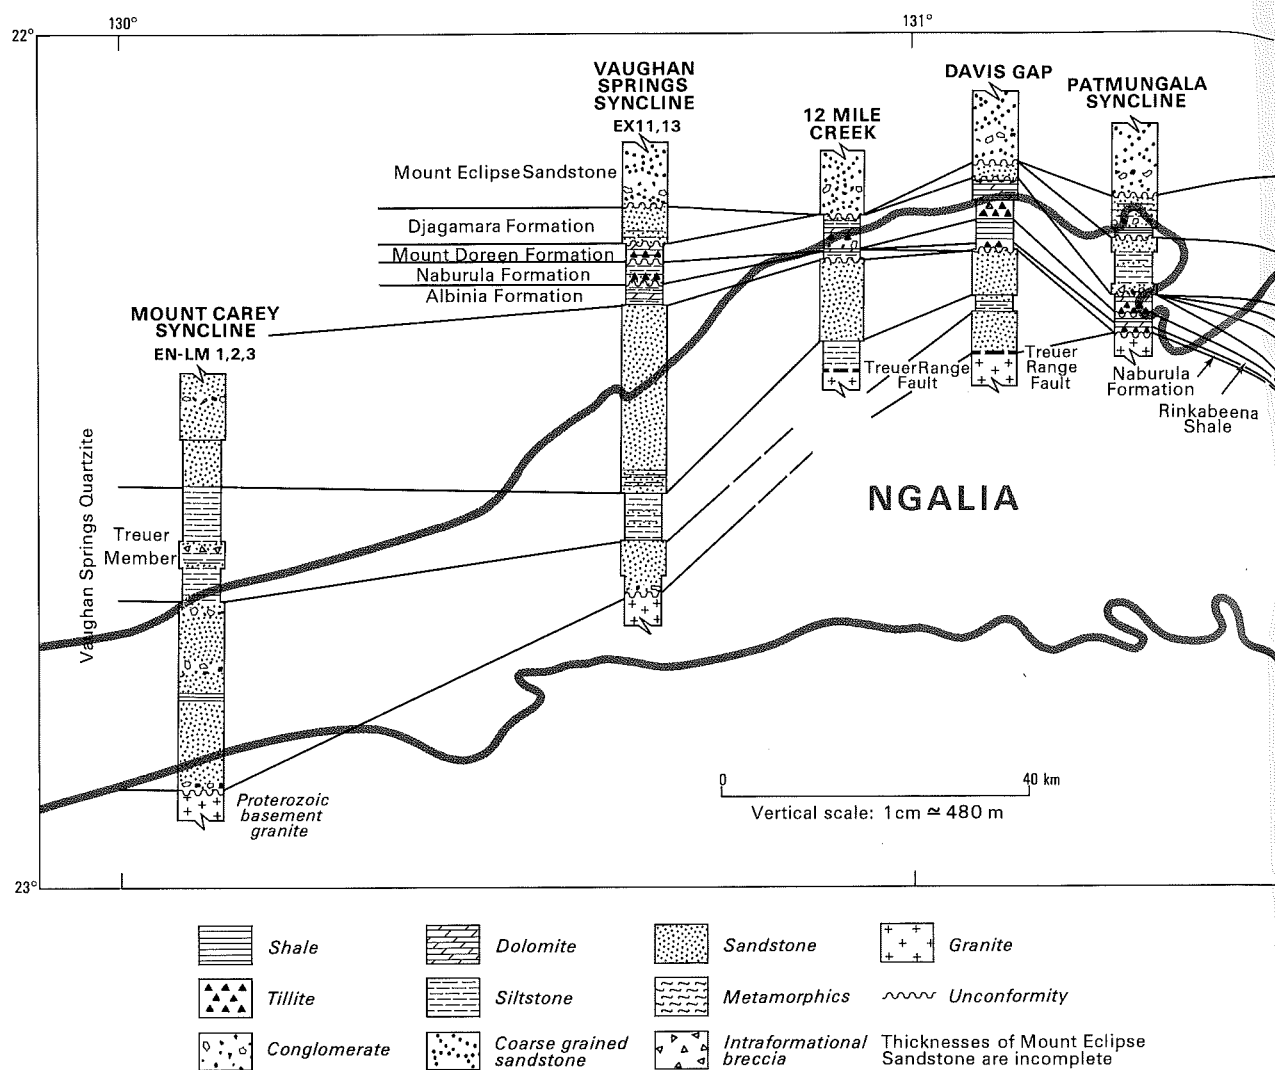 130°
131°
22°
VAUGHAN
SPRINGS
SYNCLINE
EX11,13
DAVIS GAP
PATMUNGALA
SYNCLINE
12 MILE
CREEK
Mount Eclipse Sandstone
Djagamara Formation
Mount Doreen Formation
Naburula Formation
Albinia Formation
MOUNT CAREY
SYNCLINE
EN-LM 1,2,3
Treuer Range
Fault
Treuer
Range
Fault
Naburula
Formation
Rinkabeena
Shale
Vaughan Springs Quartzite
Treuer
Member
NGALIA
Proterozoic
basement
granite
0 40 km
Vertical scale: 1cm ≃ 480 m
23°
Shale
Dolomite
Sandstone
Granite
Tillite
Siltstone
Metamorphics
Unconformity
Conglomerate
Coarse grained
sandstone
Intraformational
breccia
Thicknesses of Mount Eclipse
Sandstone are incomplete